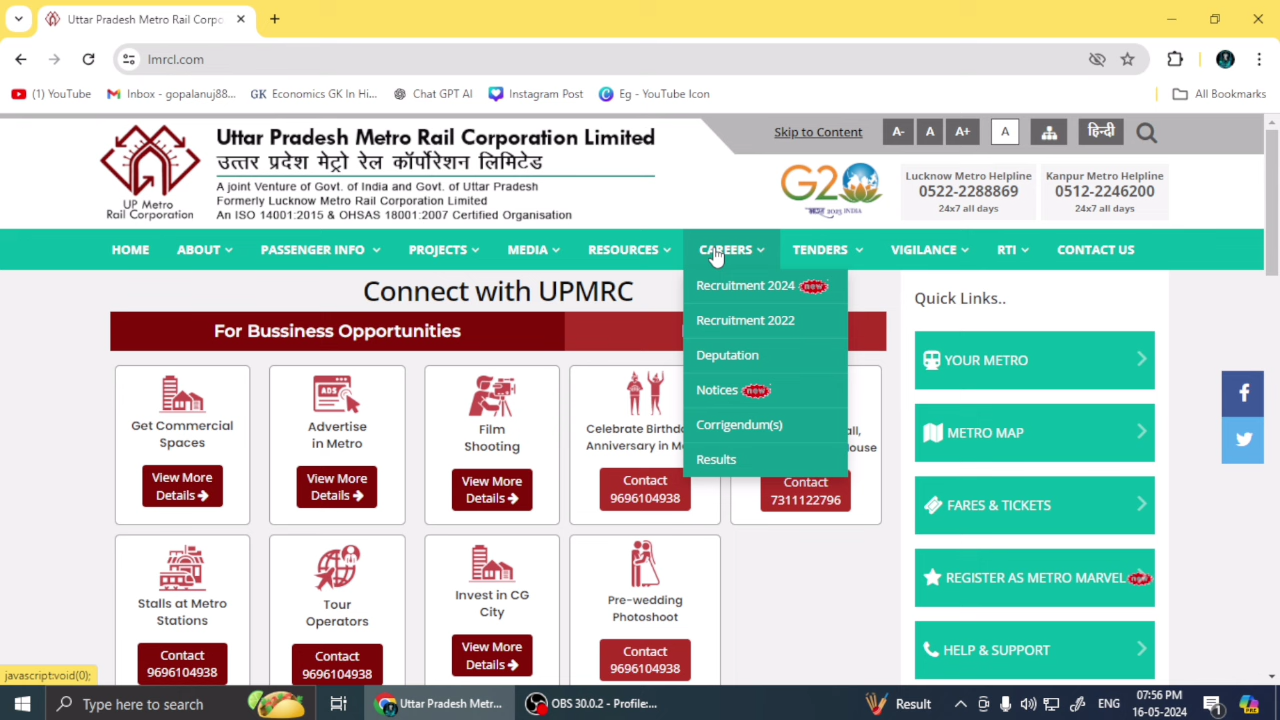 Uttar Pradesh Metro Rail Corpo
lmrcl.com
(1) YouTube
Inbox - gopalanuj88...
GK Economics GK In Hi...
Chat GPT AI
Instagram Post
Eg - YouTube Icon
All Bookmarks
Uttar Pradesh Metro Rail Corporation Limited
उत्तर प्रदेश मेट्रो रेल कॉर्पोरेशन लिमिटेड
A joint Venture of Govt. of India and Govt. of Uttar Pradesh
Formerly Lucknow Metro Rail Corporation Limited
An ISO 14001:2015 & OHSAS 18001:2007 Certified Organisation
UP Metro
Rail Corporation
Skip to Content
A-
A
A+
A
हिन्दी
G20
2023 INDIA
Lucknow Metro Helpline
0522-2288869
24x7 all days
Kanpur Metro Helpline
0512-2246200
24x7 all days
HOME
ABOUT
PASSENGER INFO
PROJECTS
MEDIA
RESOURCES
CAREERS
TENDERS
VIGILANCE
RTI
CONTACT US
Recruitment 2024 new
Recruitment 2022
Deputation
Notices new
Corrigendum(s)
Results
Connect with UPMRC
For Bussiness Opportunities
Get Commercial
Spaces
View More
Details
ADS
Advertise
in Metro
View More
Details
Film
Shooting
View More
Details
Celebrate Birthda
Anniversary in M
Contact
9696104938
all,
House
Contact
7311122796
Stalls at Metro
Stations
Contact
9696104938
Tour
Operators
Contact
9696104938
Invest in CG
City
View More
Details
Pre-wedding
Photoshoot
Contact
9696104938
Quick Links..
YOUR METRO
METRO MAP
FARES & TICKETS
REGISTER AS METRO MARVEL
HELP & SUPPORT
javascript:void(0);
Type here to search
Uttar Pradesh Metr...
OBS 30.0.2 - Profile:...
Result
ENG
07:56 PM
16-05-2024
1
PRE